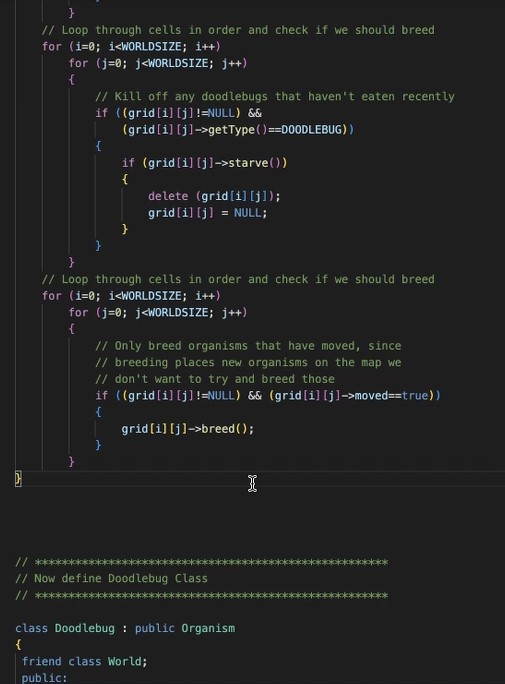 }
// Loop through cells in order and check if we should breed
for (i=0; i<WORLDSIZE; i++)
for (j=0; j<WORLDSIZE; j++)
{
// Kill off any doodlebugs that haven't eaten recently
if ((grid[i][j]!=NULL) &&
(grid[i][j]->getType()==DOODLEBUG))
{
if (grid[i][j]->starve())
{
delete (grid[i][j]);
grid[i][j] = NULL;
}
}
}
// Loop through cells in order and check if we should breed
for (i=0; i<WORLDSIZE; i++)
for (j=0; j<WORLDSIZE; j++)
{
// Only breed organisms that have moved, since
// breeding places new organisms on the map we
// don't want to try and breed those
if ((grid[i][j]!=NULL) && (grid[i][j]->moved==true))
{
grid[i][j]->breed();
}
}
}
// ****************************************************
// Now define Doodlebug Class
// ****************************************************
class Doodlebug : public Organism
{
friend class World;
public: